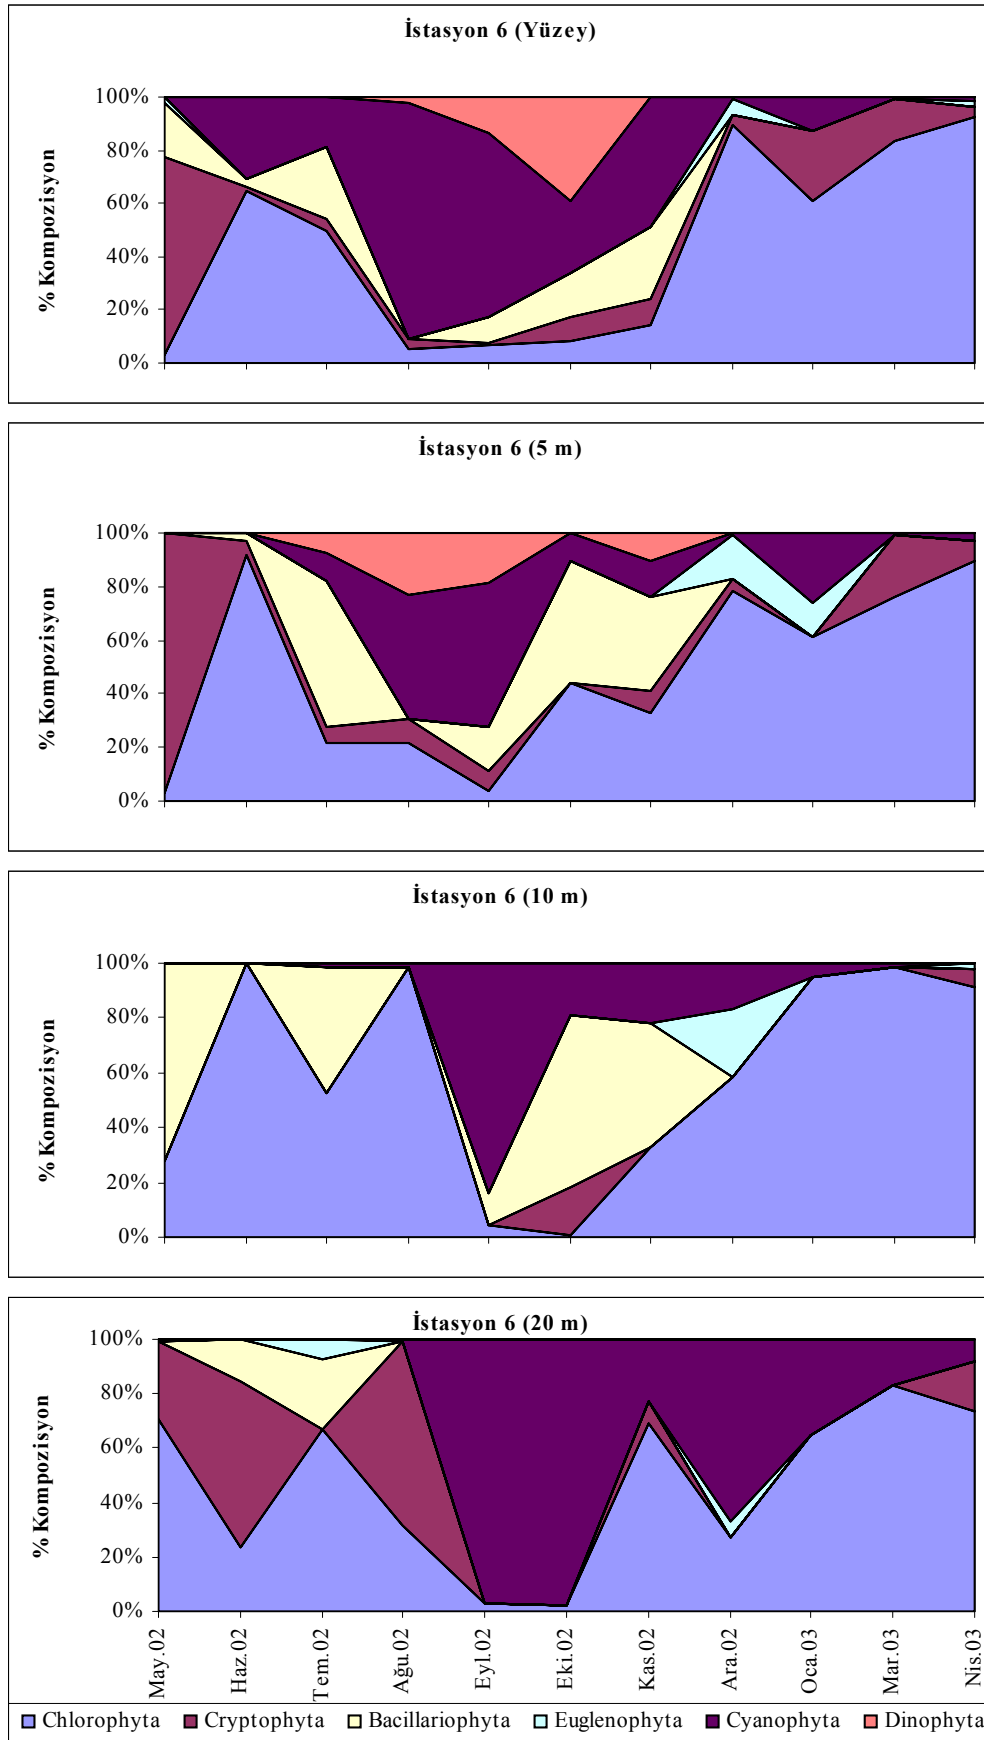 İstasyon 6 (Yüzey)
% Kompozisyon
100%
80%
60%
40%
20%
0%
İstasyon 6 (5 m)
% Kompozisyon
100%
80%
60%
40%
20%
0%
İstasyon 6 (10 m)
% Kompozisyon
100%
80%
60%
40%
20%
0%
İstasyon 6 (20 m)
% Kompozisyon
100%
80%
60%
40%
20%
0%
May.02
Haz.02
Tem.02
Ağu.02
Eyl.02
Eki.02
Kas.02
Ara.02
Oca.03
Mar.03
Nis.03
Chlorophyta Cryptophyta Bacillariophyta Euglenophyta Cyanophyta Dinophyta